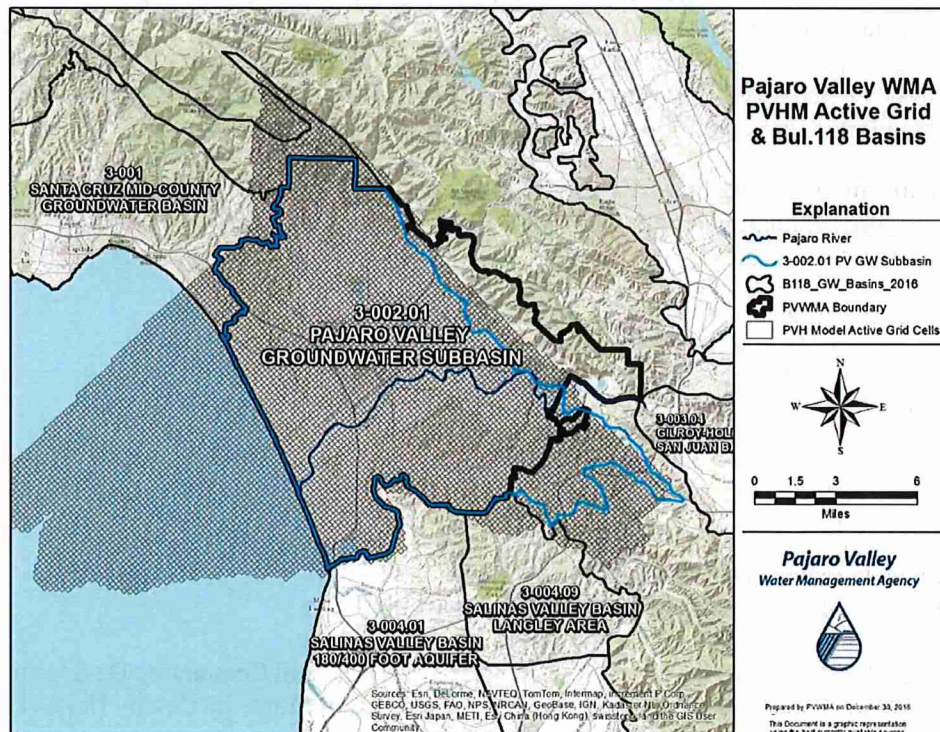 3-001
SANTA CRUZ MID-COUNTY
GROUNDWATER BASIN
3-002.01
PAJARO VALLEY
GROUNDWATER SUBBASIN
3-003.04
GILROY-HOL
SAN JUAN BA
3-004.09
SALINAS VALLEY BASIN
LANGLEY AREA
3-004.01
SALINAS VALLEY BASIN
180/400 FOOT AQUIFER
Sources: Esri, DeLorme, NAVTEQ, TomTom, Intermap, increment P Corp.,
GEBCO, USGS, FAO, NPS, NRCAN, GeoBase, IGN, Kadaster NL, Ordnance
Survey, Esri Japan, METI, Esri China (Hong Kong), swisstopo, and the GIS User
Community
Pajaro Valley WMA
PVHM Active Grid
& Bul.118 Basins
Explanation
Pajaro River
3-002.01 PV GW Subbasin
B118_GW_Basins_2016
PVWMA Boundary
PVH Model Active Grid Cells
N
W E
S
0 1.5 3 6
Miles
Pajaro Valley
Water Management Agency
Prepared by PVWMA on December 30, 2016
This Document is a graphic representation